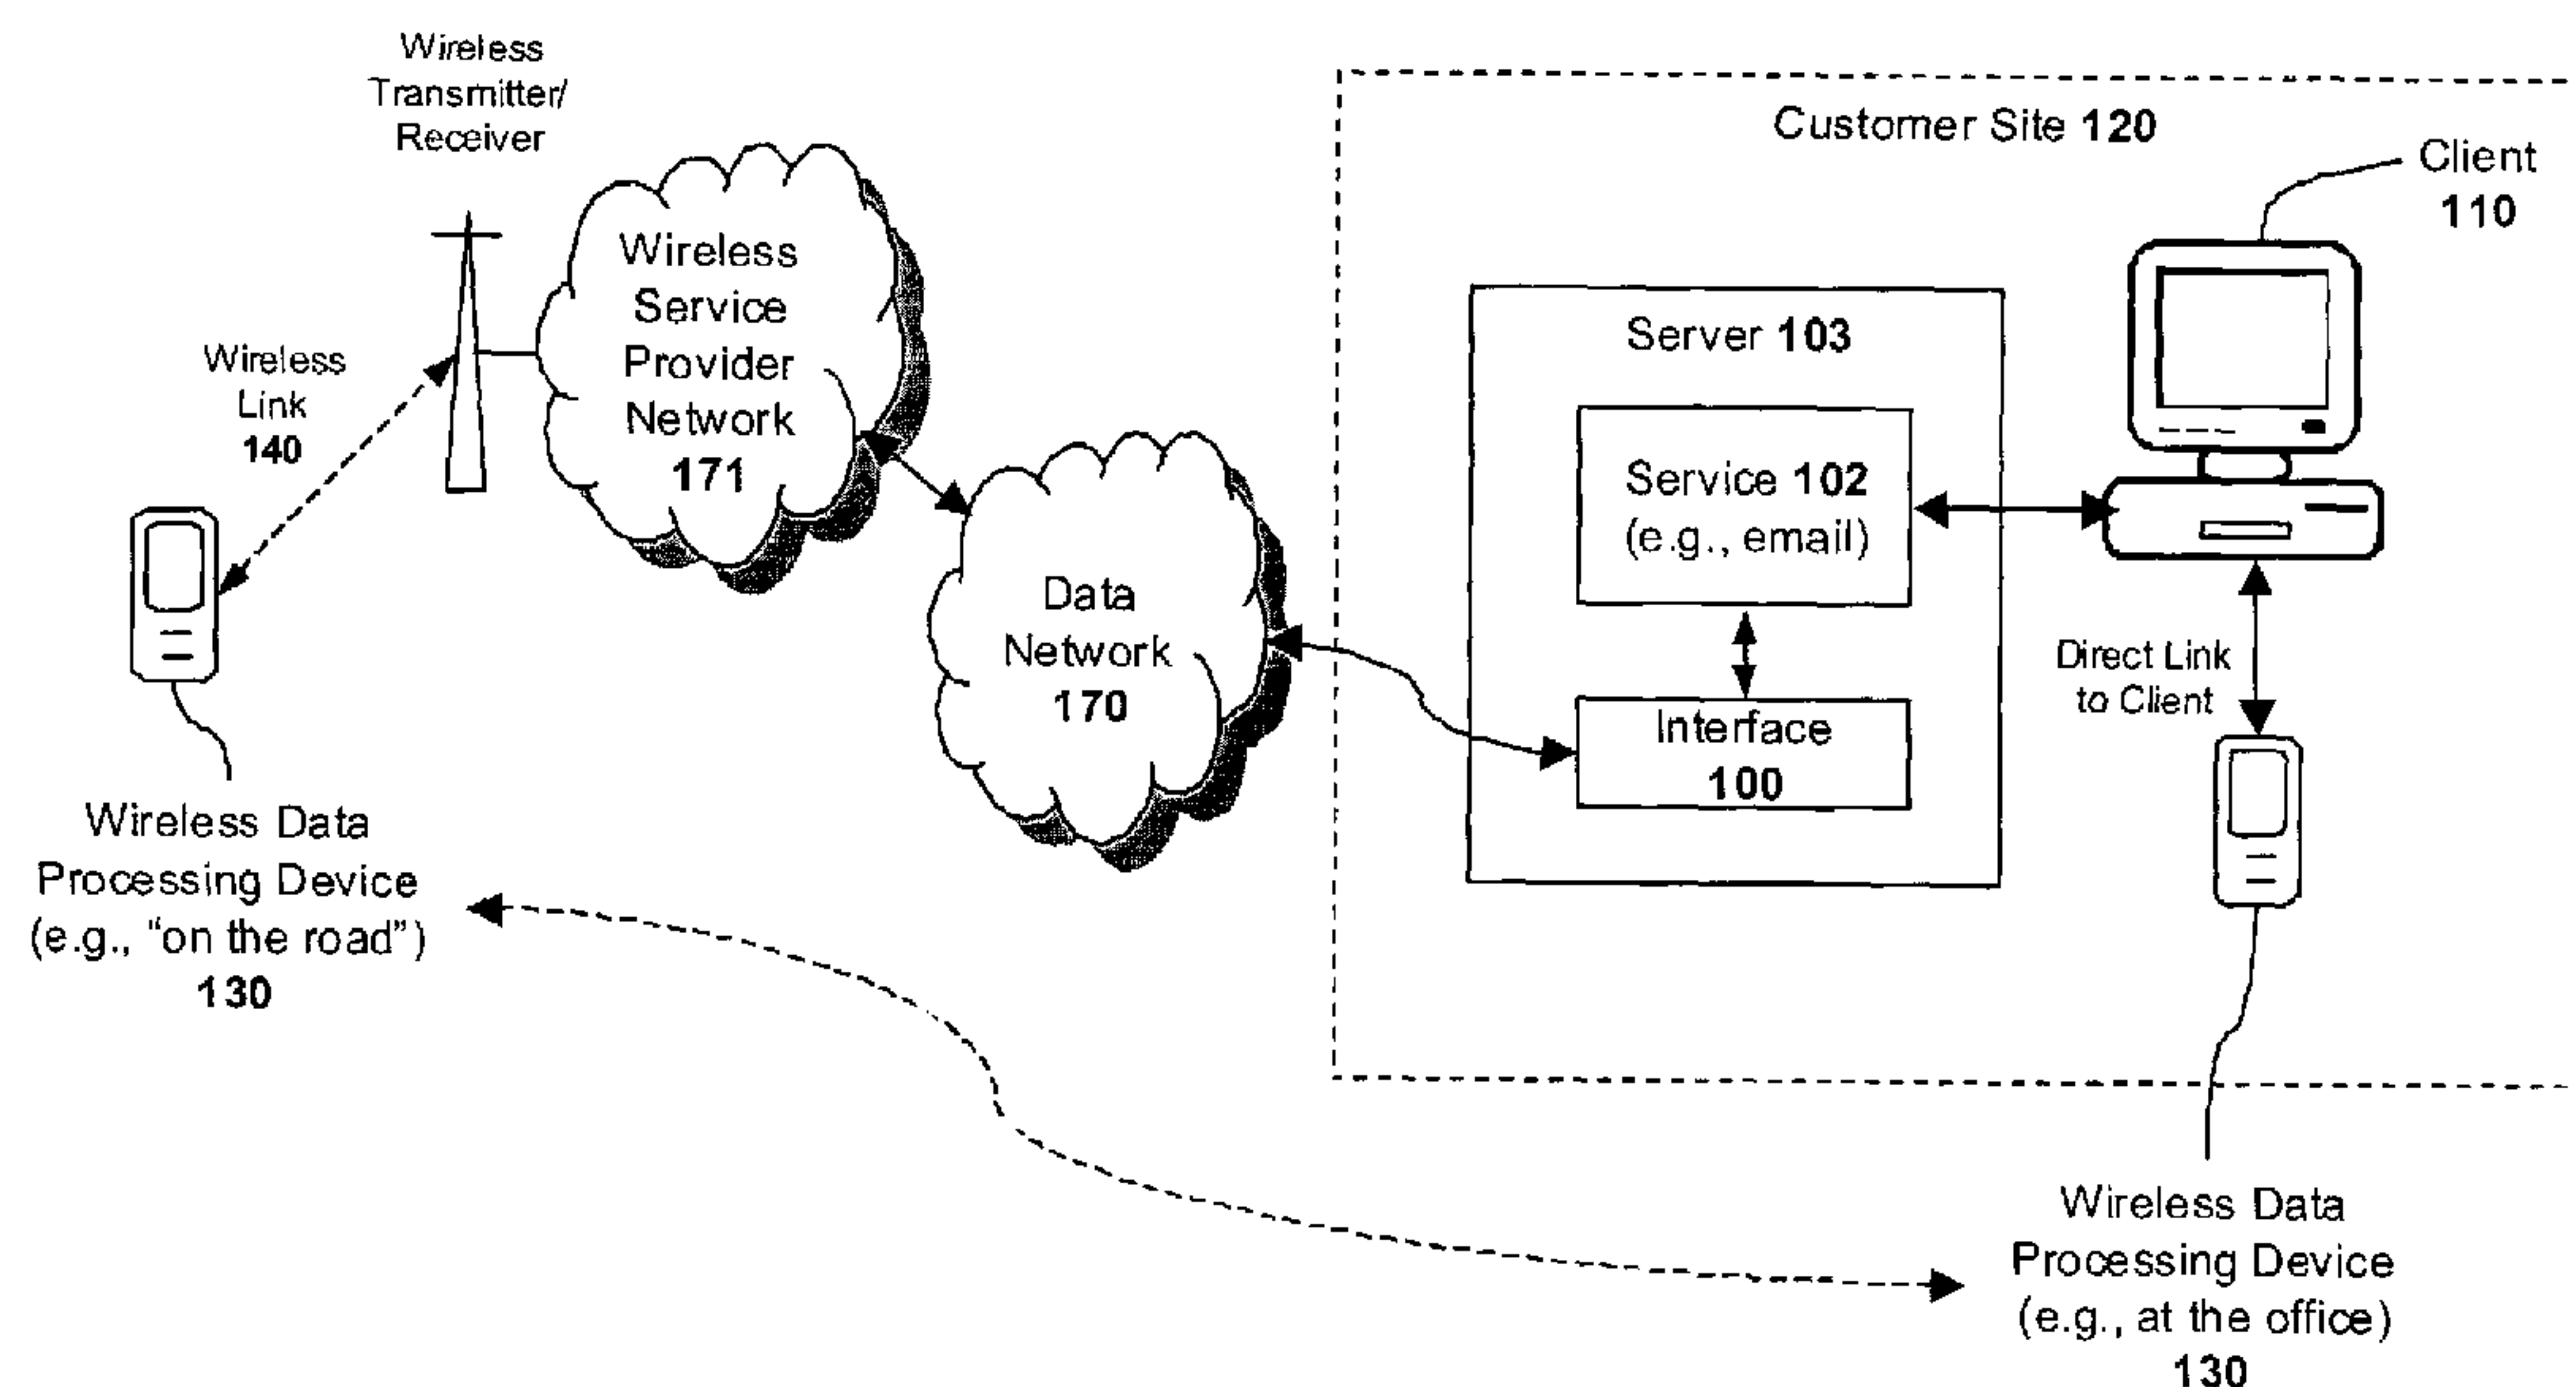 Wireless
Transmitter/
Receiver
Customer Site 120
Client
110
Wireless
Service
Provider
Network
171
Server 103
Wireless
Link
140
Service 102
(e.g., email)
Data
Network
170
Direct Link
to Client
Interface
100
Wireless Data
Processing Device
(e.g., “on the road”)
130
Wireless Data
Processing Device
(e.g., at the office)
130